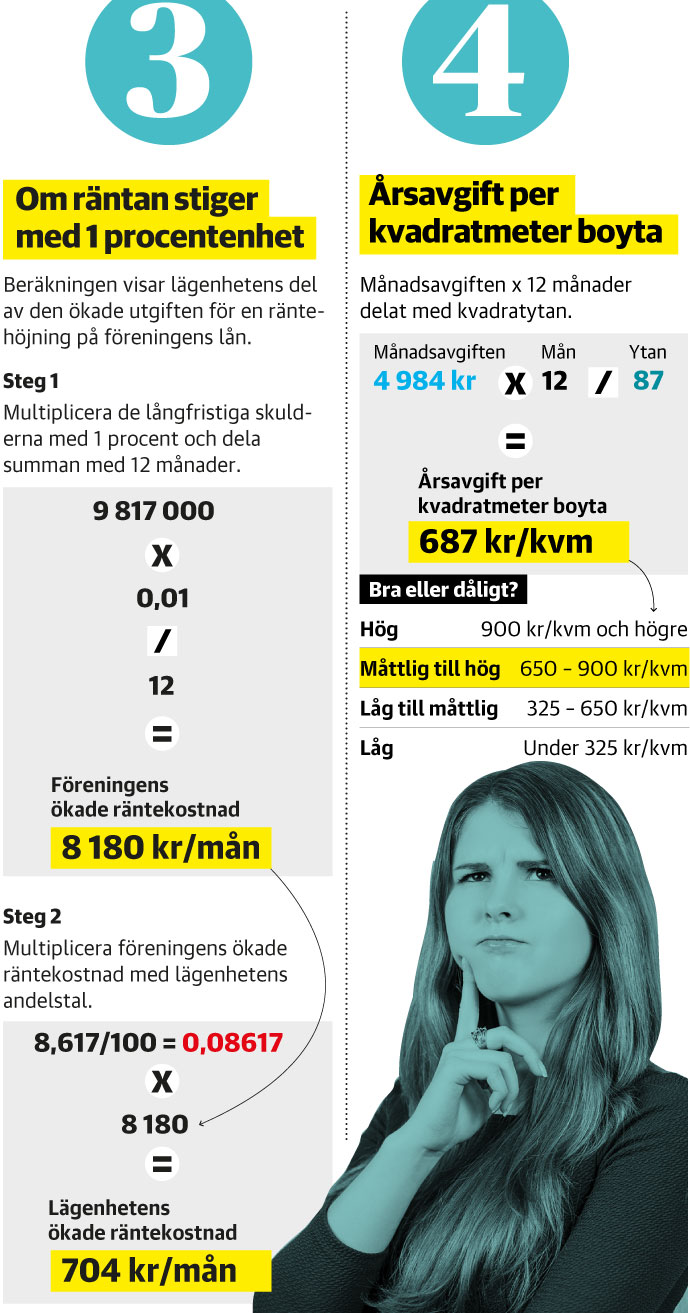 3
Om räntan stiger
med 1 procentenhet
Beräkningen visar lägenhetens del
av den ökade utgiften för en ränte-
höjning på föreningens lån.
Steg 1
Multiplicera de långfristiga skuld-
erna med 1 procent och dela
summan med 12 månader.
9 817 000
X
0,01
/
12
=
Föreningens
ökade räntekostnad
8 180 kr/mån
Steg 2
Multiplicera föreningens ökade
räntekostnad med lägenhetens
andelstal.
8,617/100 = 0,08617
X
8 180
=
Lägenhetens
ökade räntekostnad
704 kr/mån
4
Årsavgift per
kvadratmeter boyta
Månadsavgiften x 12 månader
delat med kvadratytan.
Månadsavgiften Mån Ytan
4 984 kr X 12 / 87
=
Årsavgift per
kvadratmeter boyta
687 kr/kvm
Bra eller dåligt?
Hög 900 kr/kvm och högre
Måttlig till hög 650 – 900 kr/kvm
Låg till måttlig 325 – 650 kr/kvm
Låg Under 325 kr/kvm